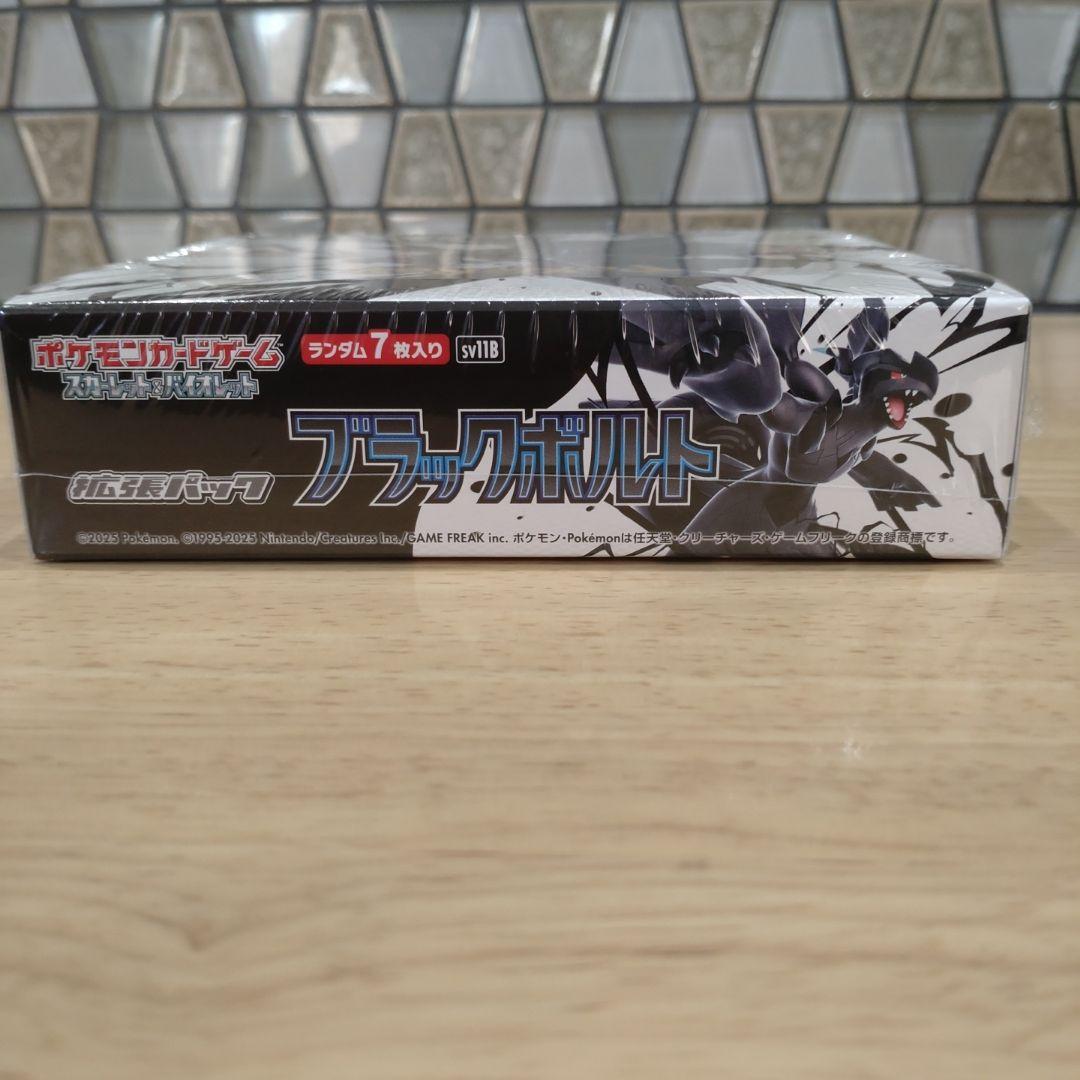 ポケモンカードゲーム™
スカーレット&バイオレット
ランダム7枚入り
sv11B
拡張パック
ブラックボルト
©2025 Pokémon. ©1995-2025 Nintendo/Creatures Inc./GAME FREAK inc. ポケモン・Pokémonは任天堂・クリーチャーズ・ゲームフリークの登録商標です。